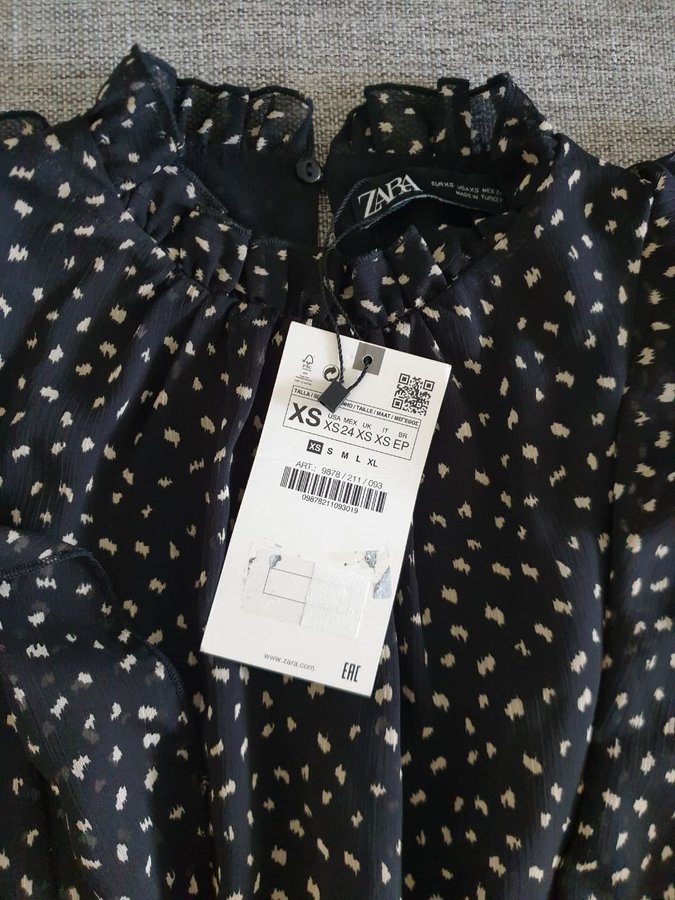 ZARA
EUR XS USA XS MEX 24
MADE IN TURKEY
XS
USA MEX UK IT BR
XS 24 XS XS EP
XS S M L XL
ART: 9878 / 211 / 093
09878211093019
www.zara.com
EAC